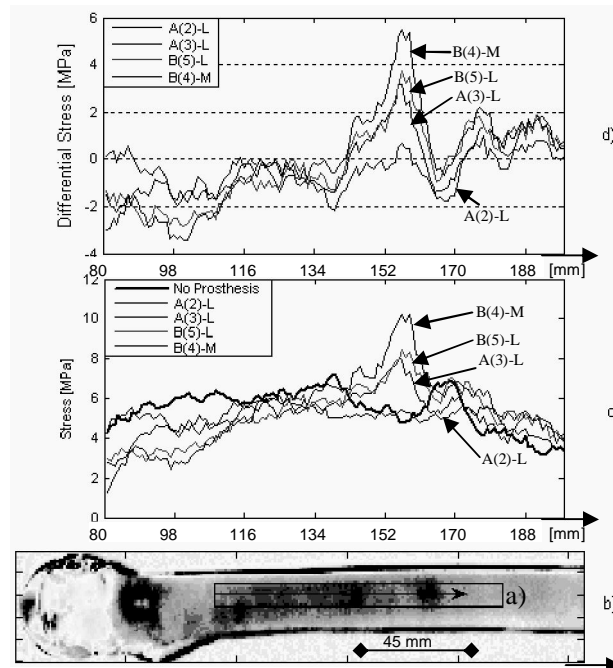 6
A(2)-L
A(3)-L
B(5)-L
B(4)-M
4
2
0
-2
-4
4
Differential Stress [MPa]
B(4)-M
B(5)-L
A(3)-L
A(2)-L
d)
80 98 116 134 152 170 188 [mm]
12
10
8
6
4
2
0
Stress [MPa]
No Prosthesis
A(2)-L
A(3)-L
B(5)-L
B(4)-M
B(4)-M
B(5)-L
A(3)-L
A(2)-L
c
80 98 116 134 152 170 188 [mm]
a)
b)
45 mm